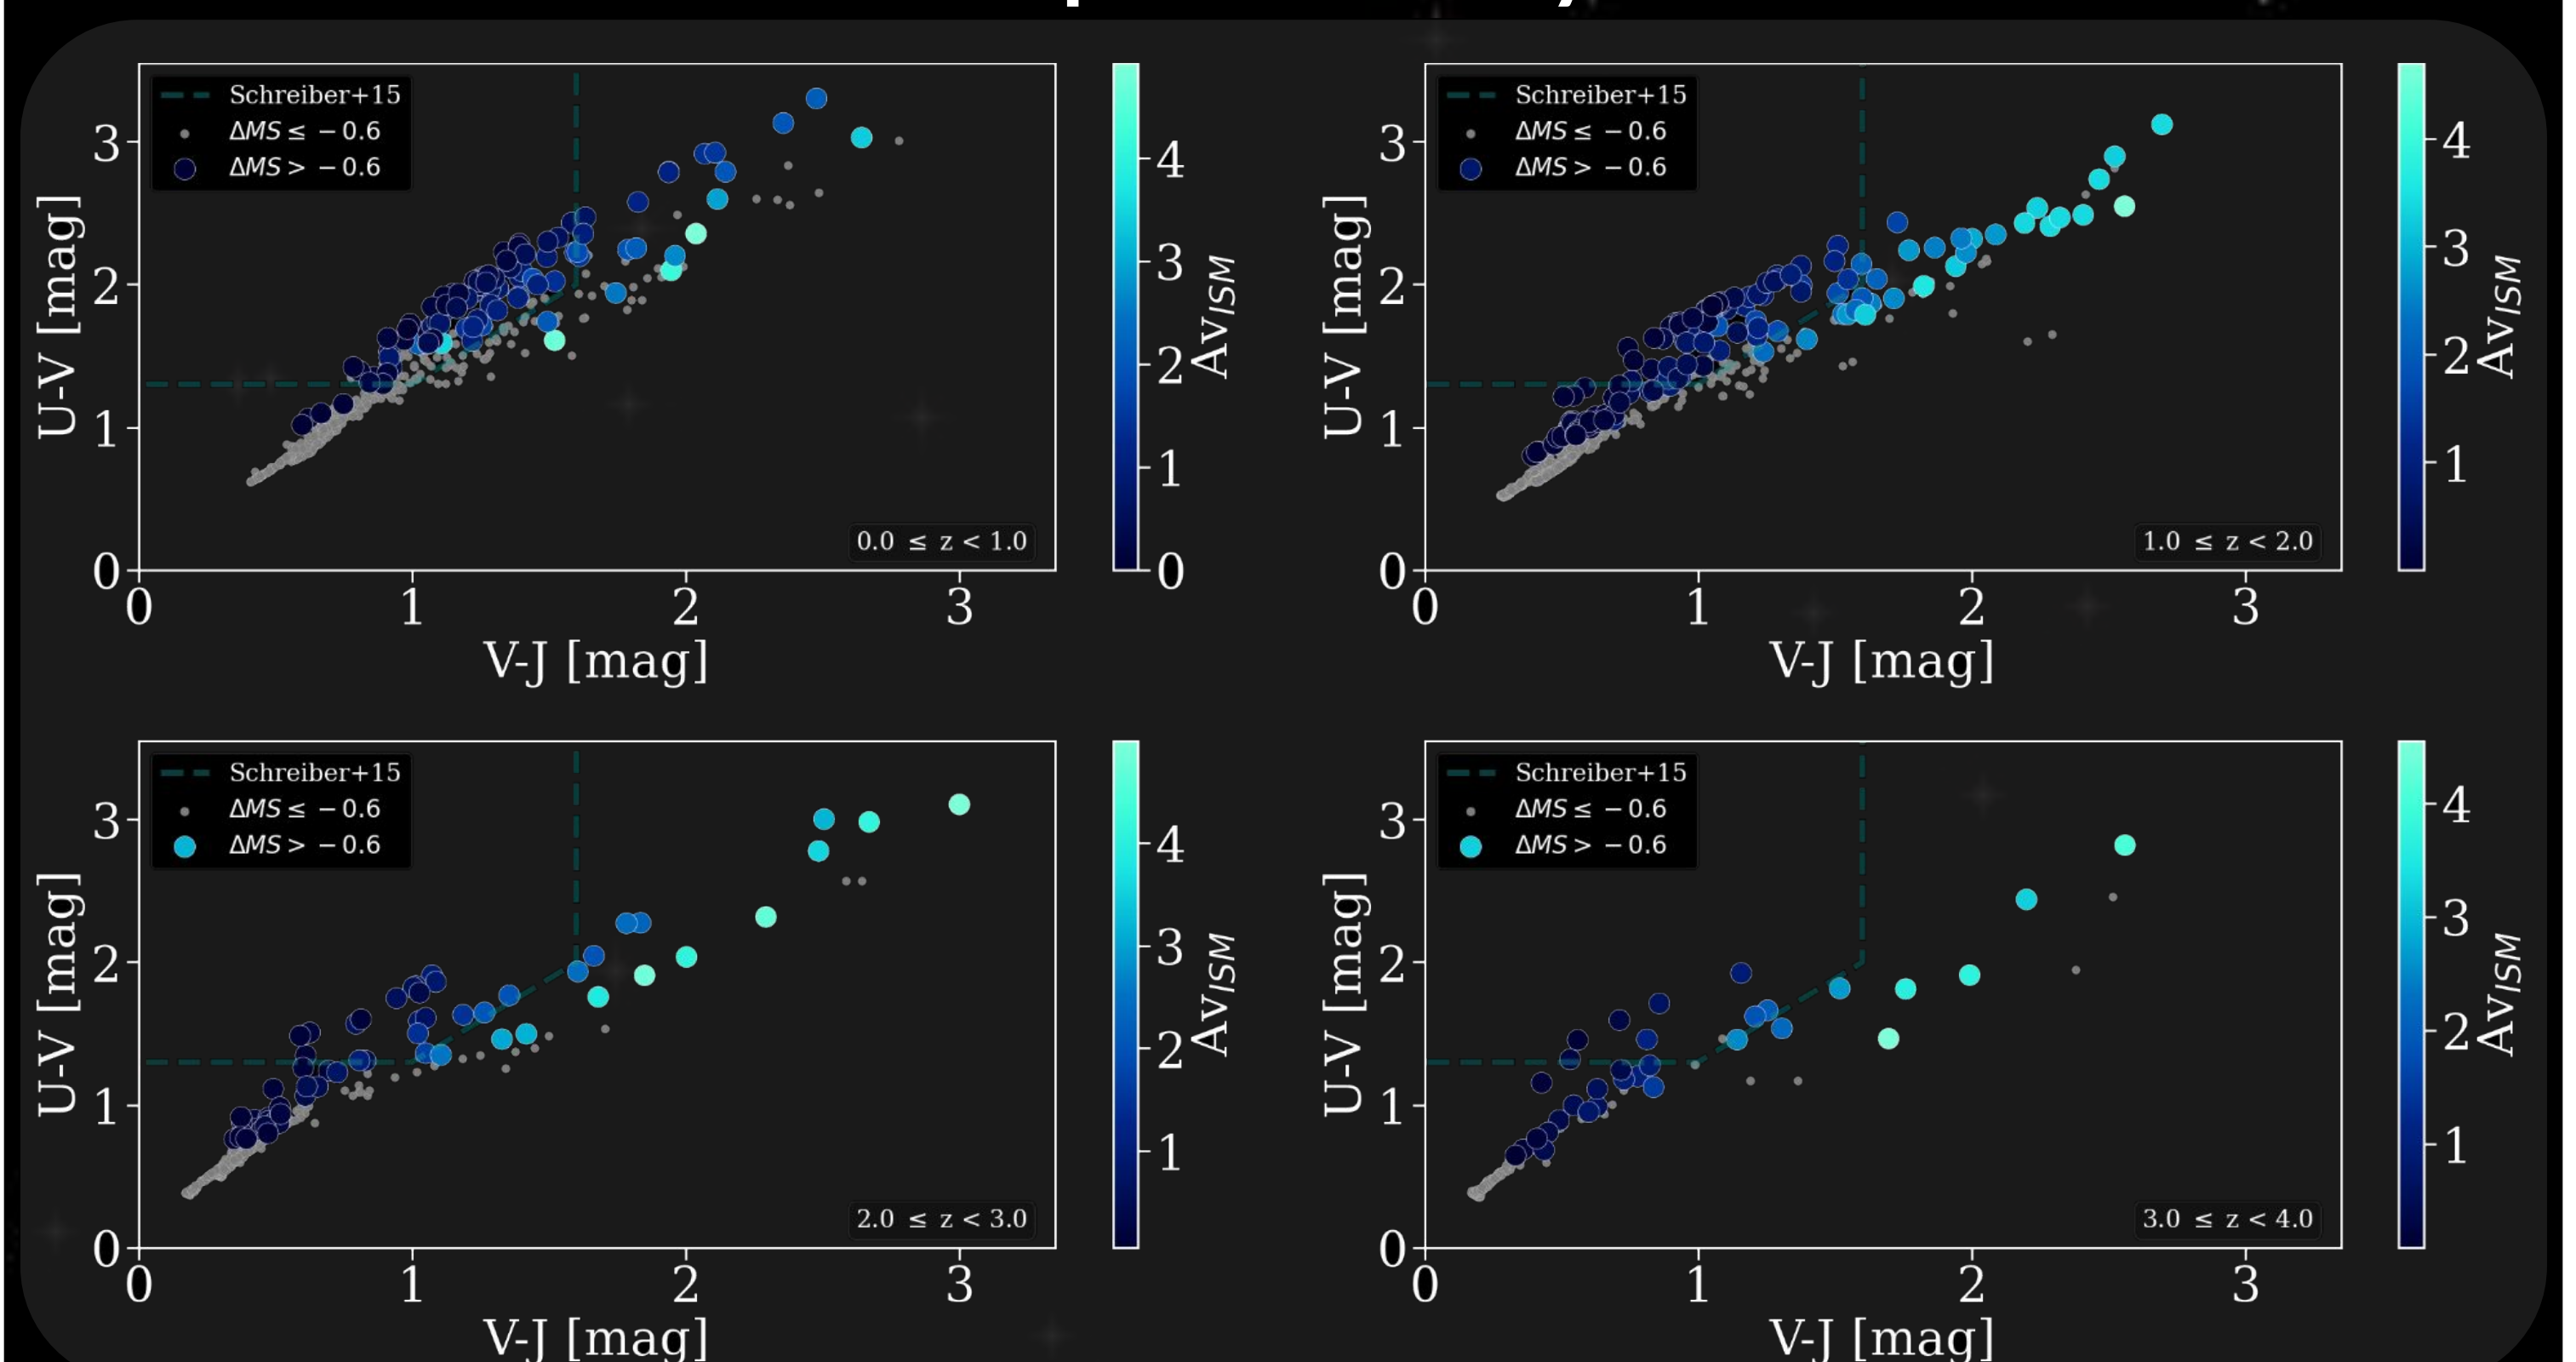 Schreiber+15
ΔMS ≤ −0.6
ΔMS > −0.6
3
2
1
0
U-V [mag]
0.0 ≤ z < 1.0
0 1 2 3
V-J [mag]
4
3
2
1
0
Av_ISM
Schreiber+15
ΔMS ≤ −0.6
ΔMS > −0.6
3
2
1
0
U-V [mag]
1.0 ≤ z < 2.0
0 1 2 3
V-J [mag]
4
3
2
1
Av_ISM
Schreiber+15
ΔMS ≤ −0.6
ΔMS > −0.6
3
2
1
0
U-V [mag]
2.0 ≤ z < 3.0
0 1 2 3
V-J [mag]
4
3
2
1
Av_ISM
Schreiber+15
ΔMS ≤ −0.6
ΔMS > −0.6
3
2
1
0
U-V [mag]
3.0 ≤ z < 4.0
0 1 2 3
V-J [mag]
4
3
2
1
Av_ISM